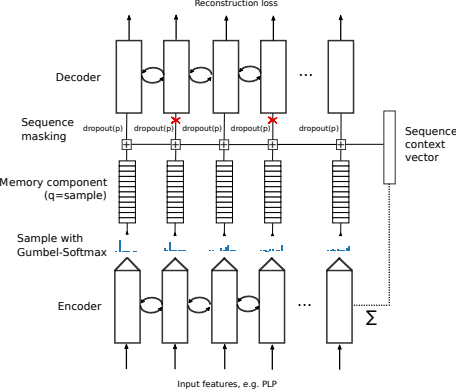 Reconstruction loss
Decoder
...
Sequence
masking
dropout(p) dropout(p) dropout(p) dropout(p) dropout(p)
Sequence
context
vector
Memory component
(q=sample)
Sample with
Gumbel-Softmax
Encoder
...
Σ
Input features, e.g. PLP